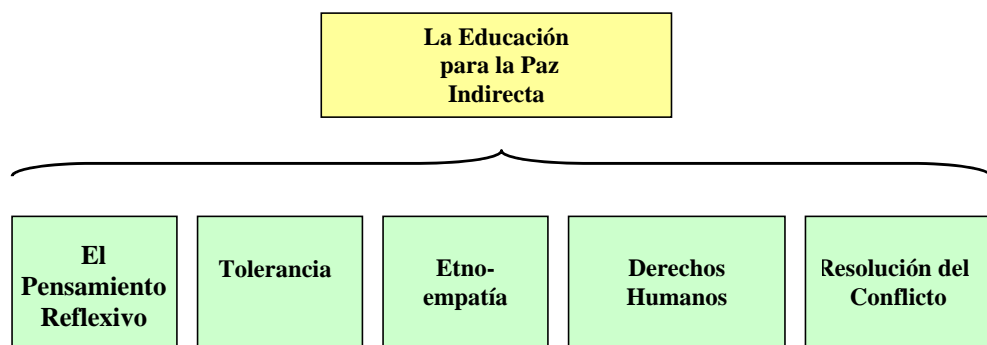 La Educación
para la Paz
Indirecta
El
Pensamiento
Reflexivo
Tolerancia
Etno-
empatía
Derechos
Humanos
Resolución del
Conflicto